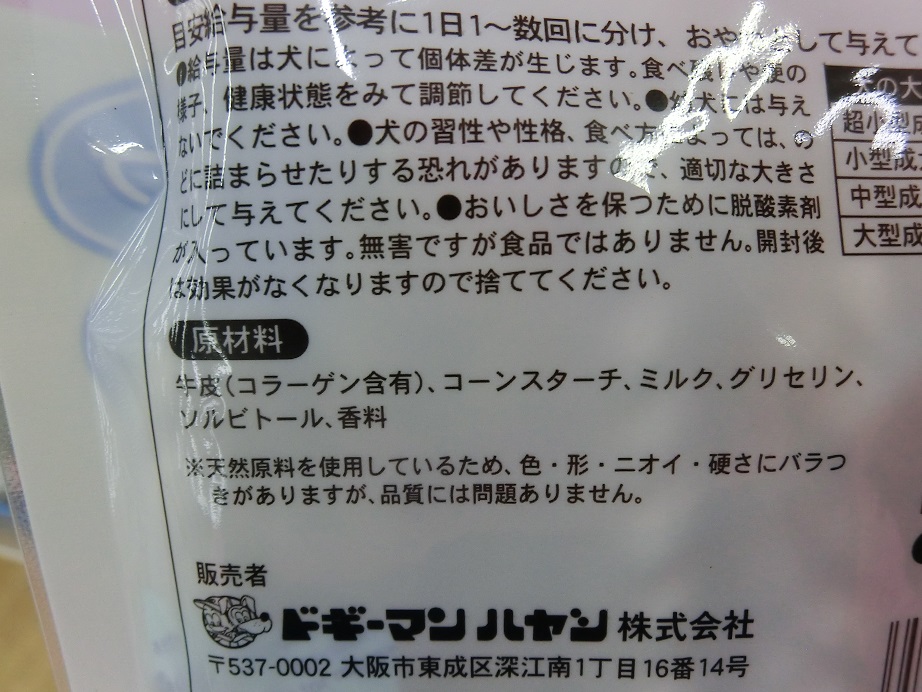 目安給与量を参考に1日1〜数回に分け、おや
して与えて
給与量は犬によって個体差が生じます。食べ
様子、健康状態をみて調節してください。●幼犬には与え
ないでください。●犬の習性や性格、食べ方によっては、の
どに詰まらせたりする恐れがありますので、適切な大きさ
にして与えてください。●おいしさを保つために脱酸素剤
が入っています。無害ですが食品ではありません。開封後
は効果がなくなりますので捨ててください。
犬の大
超小型成
小型成
中型成
大型成
原材料
牛皮(コラーゲン含有)、コーンスターチ、ミルク、グリセリン、
ソルビトール、香料
※天然原料を使用しているため、色・形・ニオイ・硬さにバラつ
きがありますが、品質には問題ありません。
販売者
ドギーマンハヤシ株式会社
〒537-0002 大阪市東成区深江南1丁目16番14号